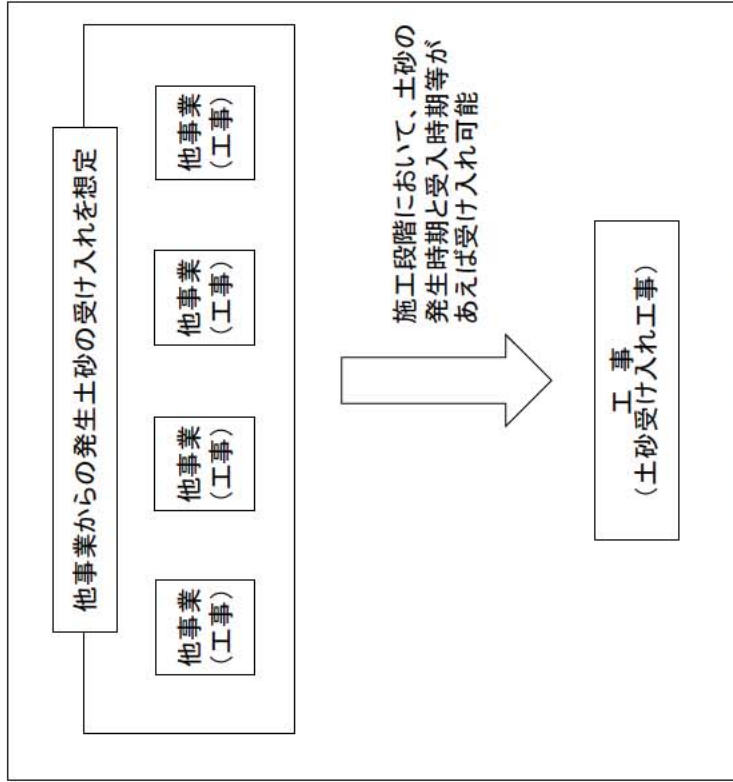 他事業からの発生土砂の受け入れを想定
他事業
（工事）
他事業
（工事）
他事業
（工事）
他事業
（工事）
施工段階において、土砂の
発生時期と受入時期等が
あえば受け入れ可能
工　事
（土砂受け入れ工事）